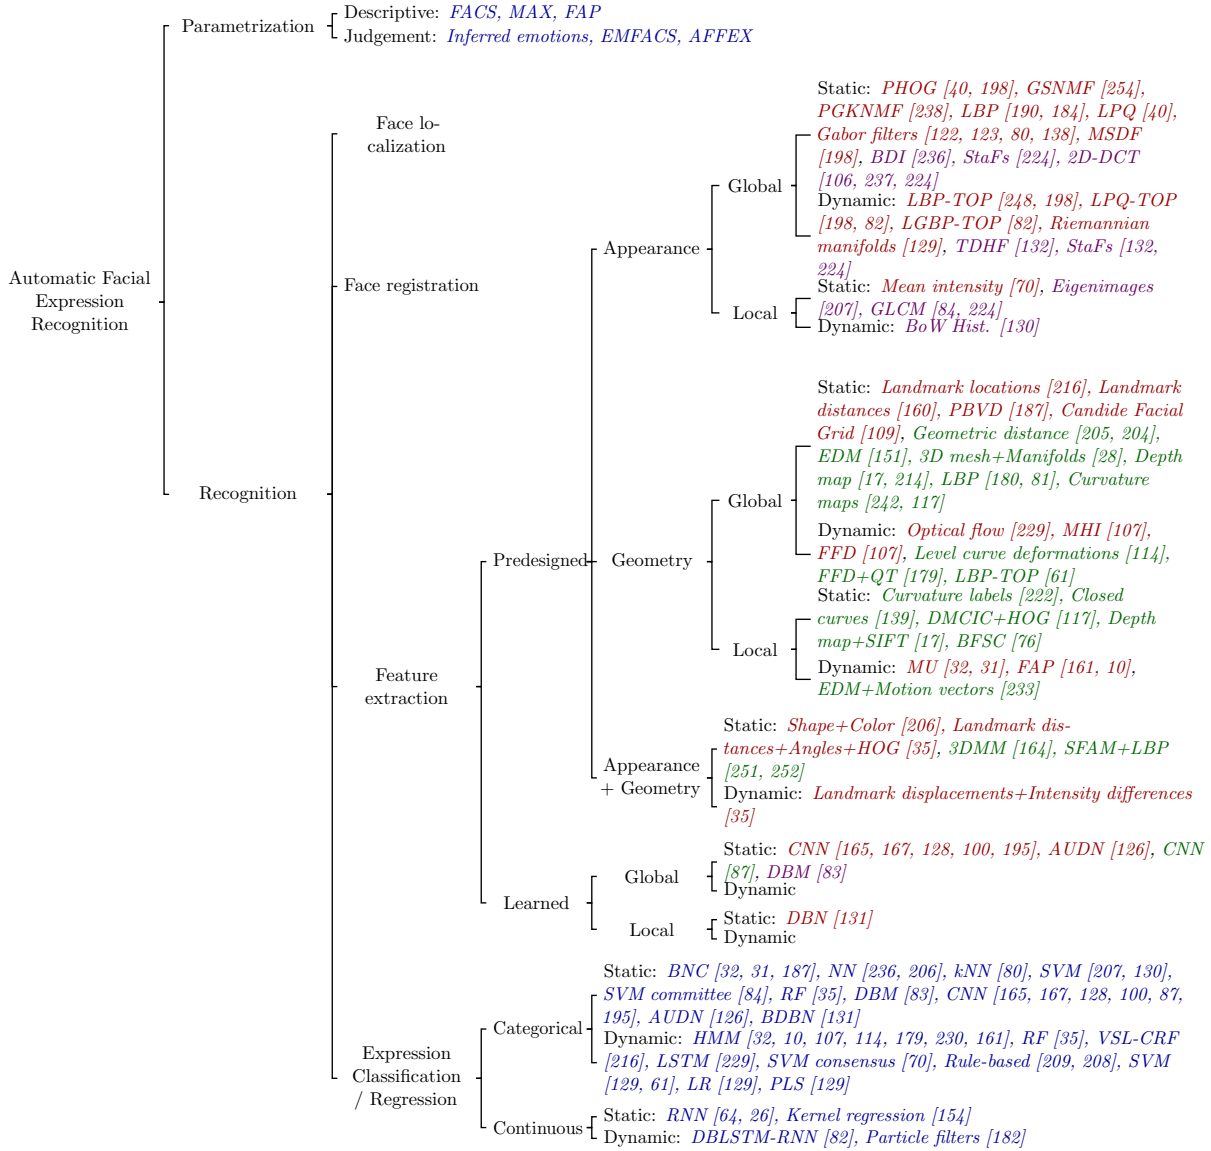 Automatic Facial
Expression
Recognition
Parametrization
Descriptive: FACS, MAX, FAP
Judgement: Inferred emotions, EMFACS, AFFEX
Recognition
Face lo-
calization
Face registration
Feature
extraction
Predesigned
Appearance
Global
Static: PHOG [40, 198], GSNMF [254],
PGKNMF [238], LBP [190, 184], LPQ [40],
Gabor filters [122, 123, 80, 138], MSDF
[198], BDI [236], StaFs [224], 2D-DCT
[106, 237, 224]
Dynamic: LBP-TOP [248, 198], LPQ-TOP
[198, 82], LGBP-TOP [82], Riemannian
manifolds [129], TDHF [132], StaFs [132,
224]
Local
Static: Mean intensity [70], Eigenimages
[207], GLCM [84, 224]
Dynamic: BoW Hist. [130]
Geometry
Global
Static: Landmark locations [216], Landmark
distances [160], PBVD [187], Candide Facial
Grid [109], Geometric distance [205, 204],
EDM [151], 3D mesh+Manifolds [28], Depth
map [17, 214], LBP [180, 81], Curvature
maps [242, 117]
Dynamic: Optical flow [229], MHI [107],
FFD [107], Level curve deformations [114],
FFD+QT [179], LBP-TOP [61]
Local
Static: Curvature labels [222], Closed
curves [139], DMCIC+HOG [117], Depth
map+SIFT [17], BFSC [76]
Dynamic: MU [32, 31], FAP [161, 10],
EDM+Motion vectors [233]
Appearance
+ Geometry
Static: Shape+Color [206], Landmark dis-
tances+Angles+HOG [35], 3DMM [164], SFAM+LBP
[251, 252]
Dynamic: Landmark displacements+Intensity differences
[35]
Learned
Global
Static: CNN [165, 167, 128, 100, 195], AUDN [126], CNN
[87], DBM [83]
Dynamic
Local
Static: DBN [131]
Dynamic
Expression
Classification
/ Regression
Categorical
Static: BNC [32, 31, 187], NN [236, 206], kNN [80], SVM [207, 130],
SVM committee [84], RF [35], DBM [83], CNN [165, 167, 128, 100, 87,
195], AUDN [126], BDBN [131]
Dynamic: HMM [32, 10, 107, 114, 179, 230, 161], RF [35], VSL-CRF
[216], LSTM [229], SVM consensus [70], Rule-based [209, 208], SVM
[129, 61], LR [129], PLS [129]
Continuous
Static: RNN [64, 26], Kernel regression [154]
Dynamic: DBLSTM-RNN [82], Particle filters [182]